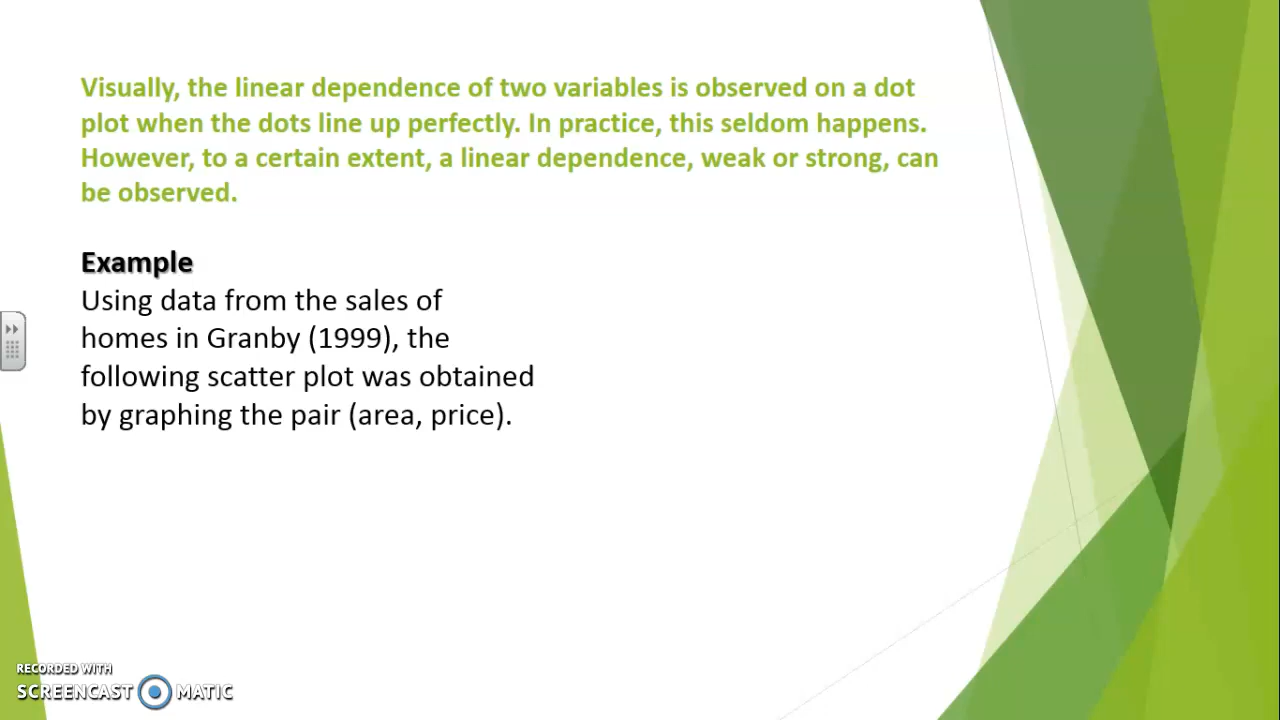 Visually, the linear dependence of two variables is observed on a dot
plot when the dots line up perfectly. In practice, this seldom happens.
However, to a certain extent, a linear dependence, weak or strong, can
be observed.
Example
Using data from the sales of
homes in Granby (1999), the
following scatter plot was obtained
by graphing the pair (area, price).
RECORDED WITH
SCREENCAST MATIC